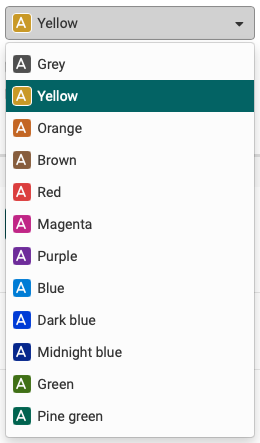 A Yellow
A Grey
A Yellow
A Orange
A Brown
A Red
A Magenta
A Purple
A Blue
A Dark blue
A Midnight blue
A Green
A Pine green